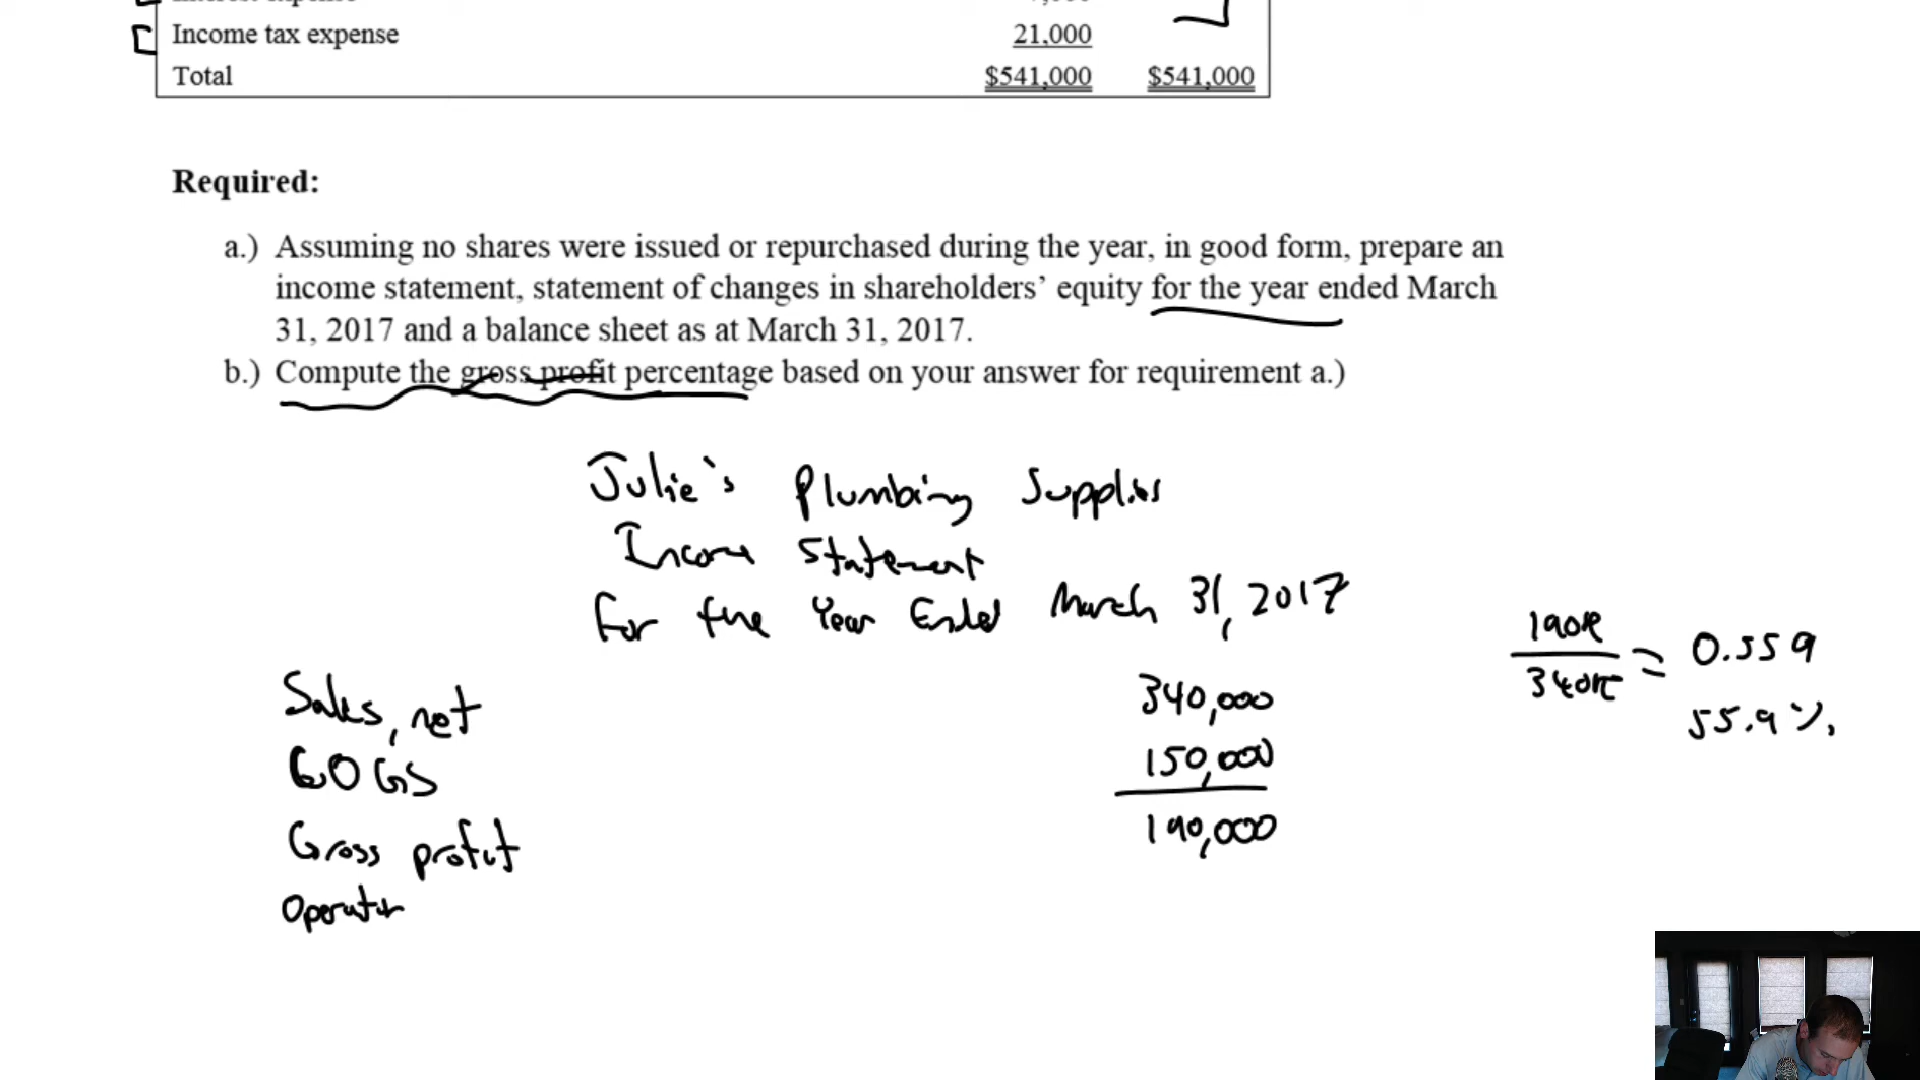 Income tax expense 21,000
Total $541,000 $541,000
Required:
a.) Assuming no shares were issued or repurchased during the year, in good form, prepare an
income statement, statement of changes in shareholders’ equity for the year ended March
31, 2017 and a balance sheet as at March 31, 2017.
b.) Compute the gross profit percentage based on your answer for requirement a.)
Julie's Plumbing Supplies
Income Statement
For the Year Ended March 31, 2017
Sales, net 340,000
COGS 150,000
Gross profit 190,000
190K
340K
= 0.559
55.9%